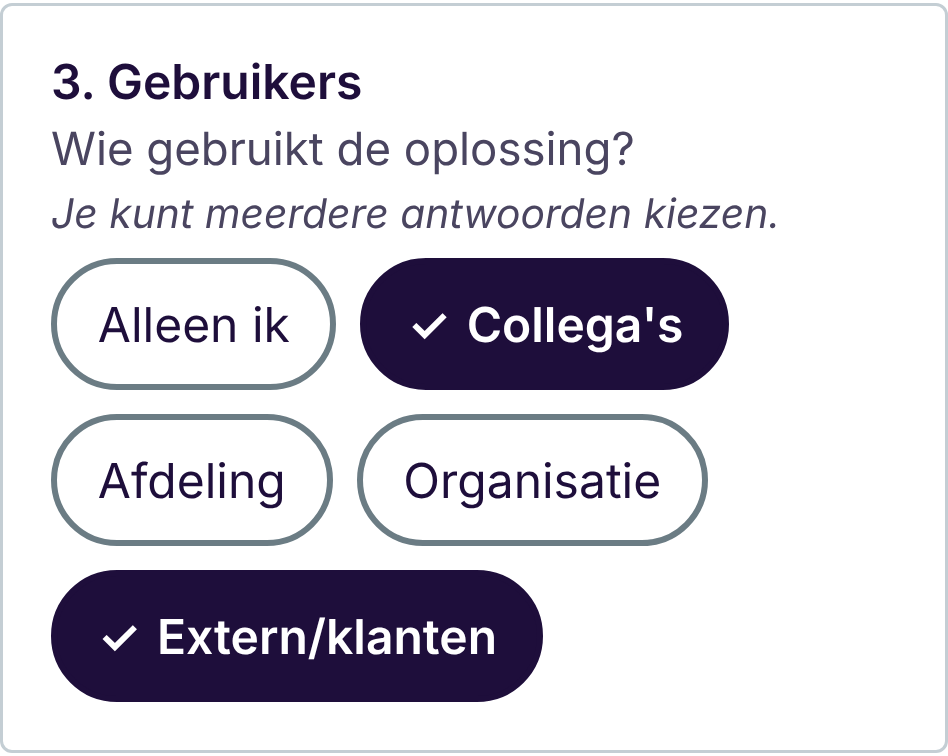 3. Gebruikers
Wie gebruikt de oplossing?
Je kunt meerdere antwoorden kiezen.
Alleen ik
✓ Collega's
Afdeling
Organisatie
✓ Extern/klanten